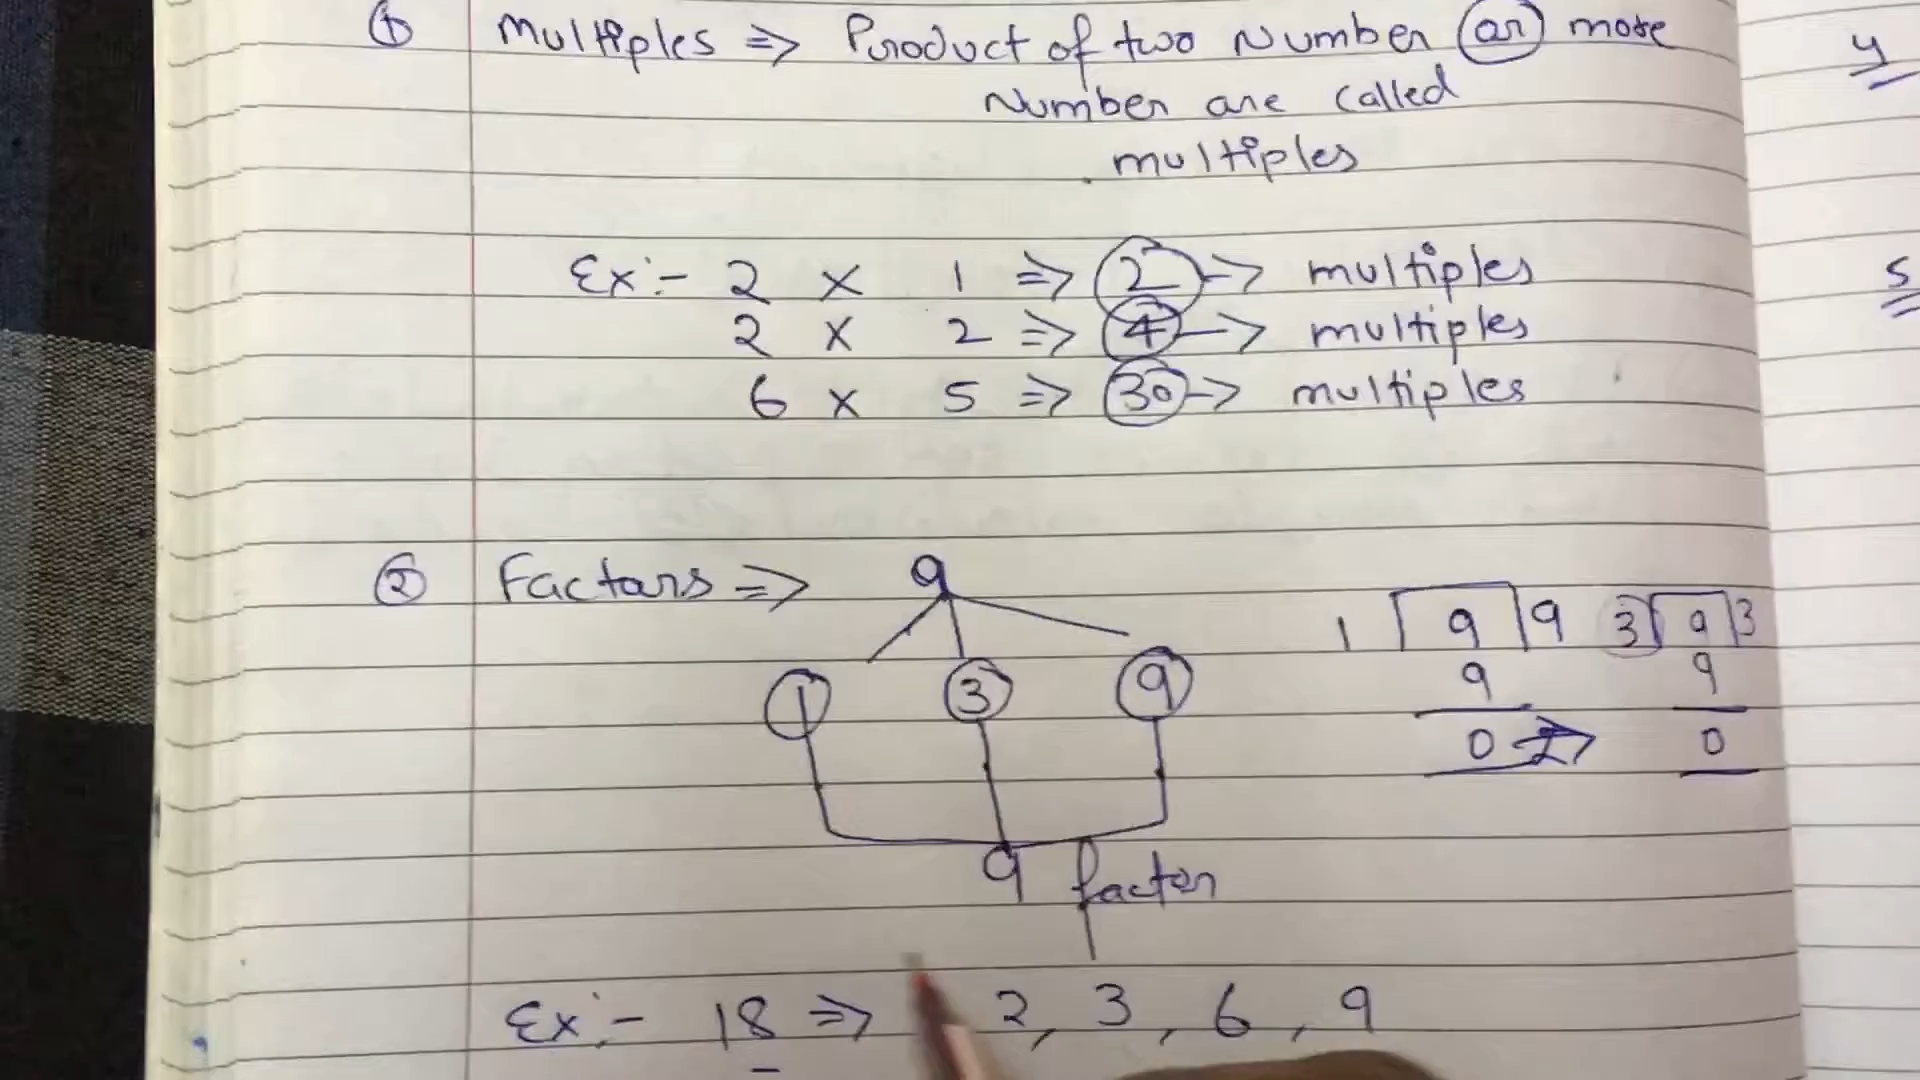 ① Multiples => Product of two Number (or) more
Number are called
multiples
Ex:- 2 x 1 => 2 -> multiples
2 x 2 => 4 -> multiples
6 x 5 => 30 -> multiples
② Factors => 9
1 3 9
9 factor
1 9 9
9
0
3 9 3
9
0
Ex:- 18 => 2, 3, 6, 9
4
5